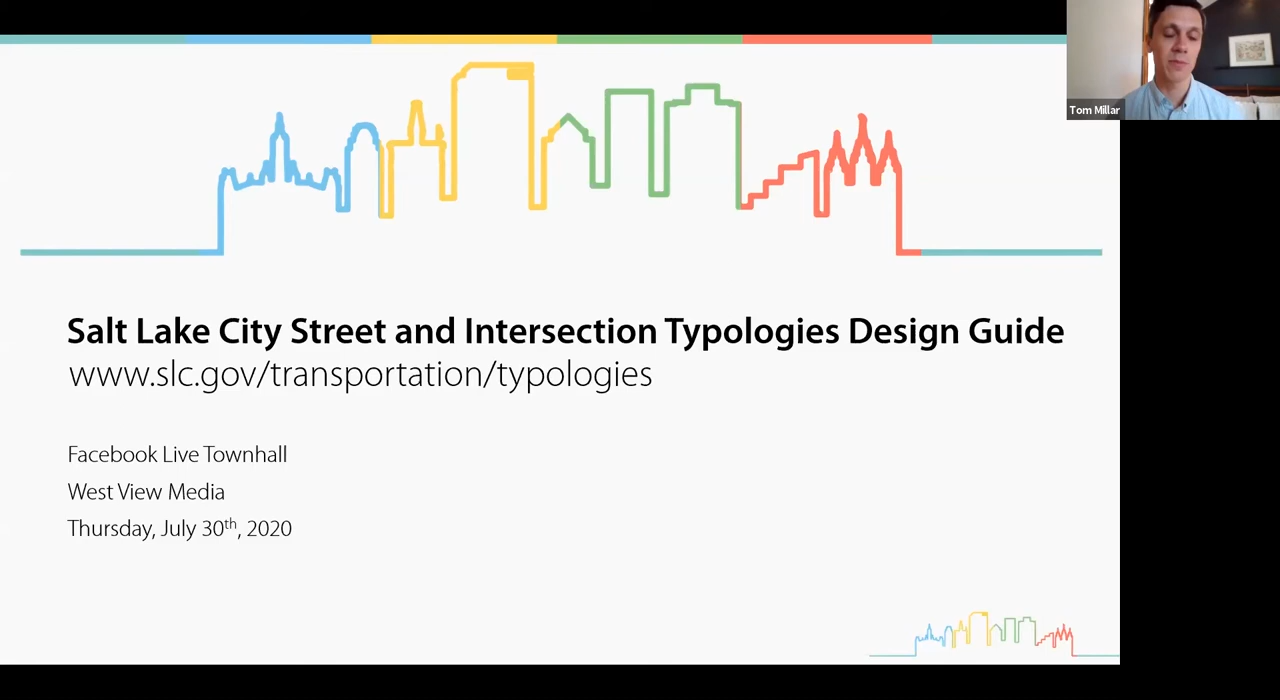 Tom Millar
Salt Lake City Street and Intersection Typologies Design Guide
www.slc.gov/transportation/typologies
Facebook Live Townhall
West View Media
Thursday, July 30th, 2020